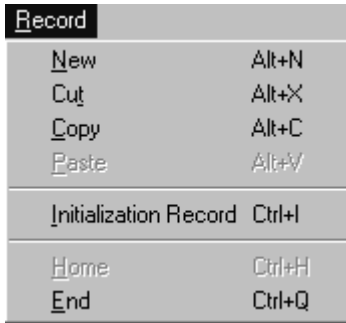 Record
New Alt+N
Cut Alt+X
Copy Alt+C
Paste Alt+V
Initialization Record Ctrl+I
Home Ctrl+H
End Ctrl+Q